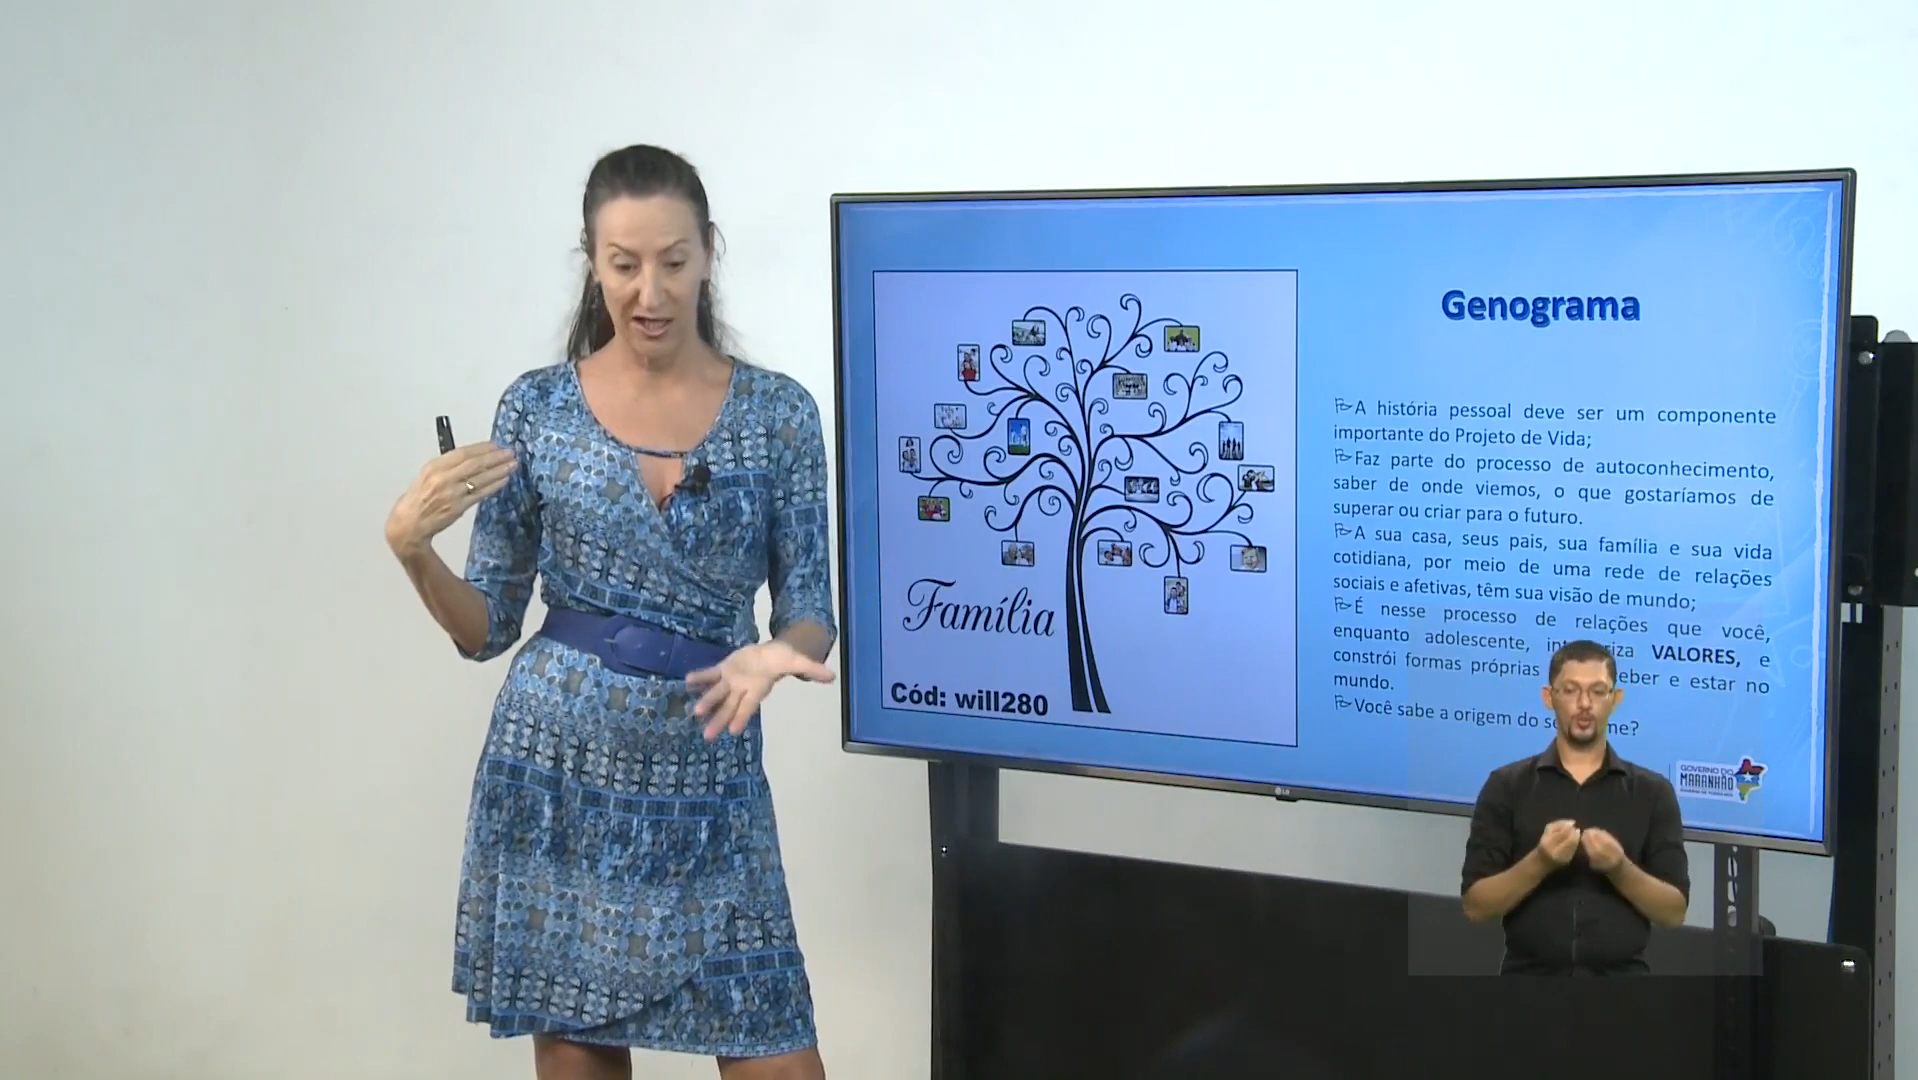 Genograma
A história pessoal deve ser um componente
importante do Projeto de Vida;
Faz parte do processo de autoconhecimento,
saber de onde viemos, o que gostaríamos de
superar ou criar para o futuro.
A sua casa, seus pais, sua família e sua vida
cotidiana, por meio de uma rede de relações
sociais e afetivas, têm sua visão de mundo;
É nesse processo de relações que você,
enquanto adolescente, VALORES, e
constrói formas próprias e estar no
mundo.
Você sabe a origem do
Família
Cód: will280
GOVERNO DO
MARANHÃO
LG